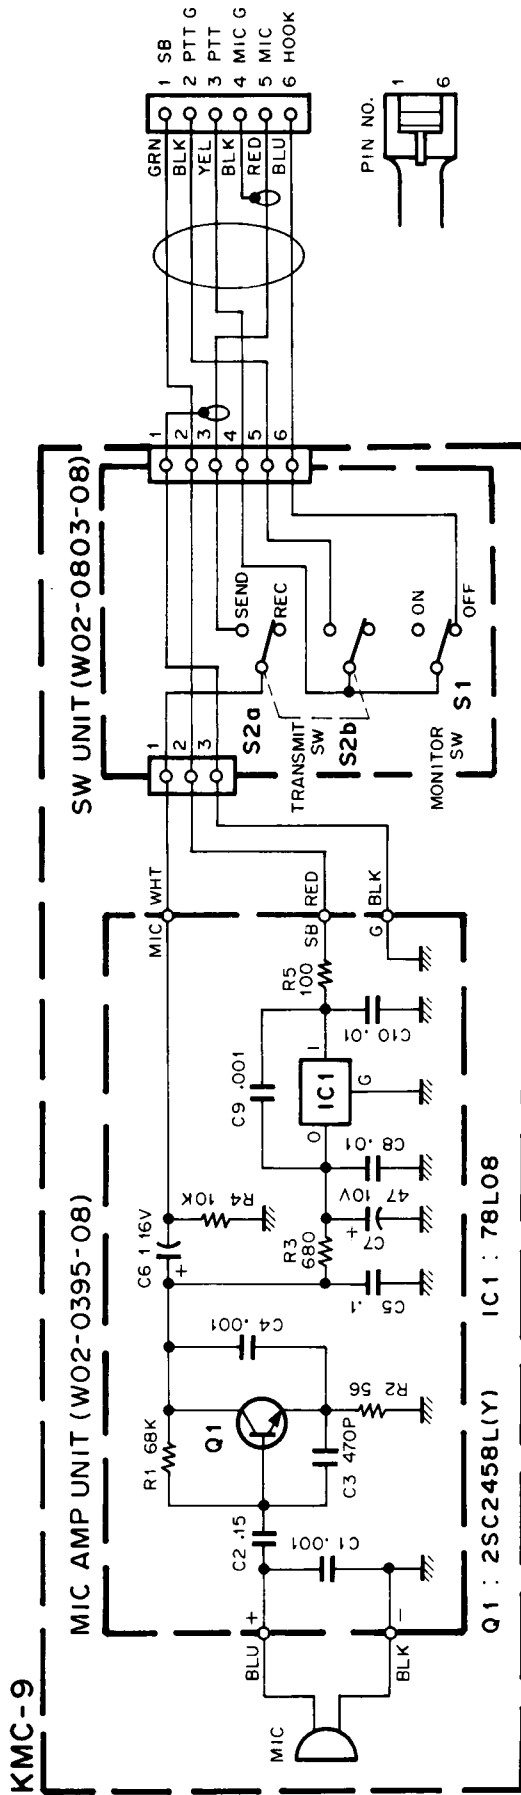 KMC-9
MIC AMP UNIT (W02-0395-08)
SW UNIT (W02-0803-08)
MIC
BLU
+
BLK
-
C2 .15
C1 .001
R1 68K
Q1
C3 470P
C4 .001
R2 56
C6 1 16V
+
R4 10K
R3
680
C5
.1
C7
47 10V
+
C8 .01
C9 .001
IC1
O
I
G
C10 .01
R5
100
MIC
WHT
SB
RED
G
BLK
1
2
3
S2a
TRANSMIT
SW
S2b
MONITOR
SW
S1
SEND
REC
ON
OFF
1
2
3
4
5
6
GRN
BLK
YEL
BLK
RED
BLU
1 SB
2 PTT G
3 PTT
4 MIC G
5 MIC
6 HOOK
PIN NO.
1
6
Q1 : 2SC2458L(Y)
IC1 : 78L08